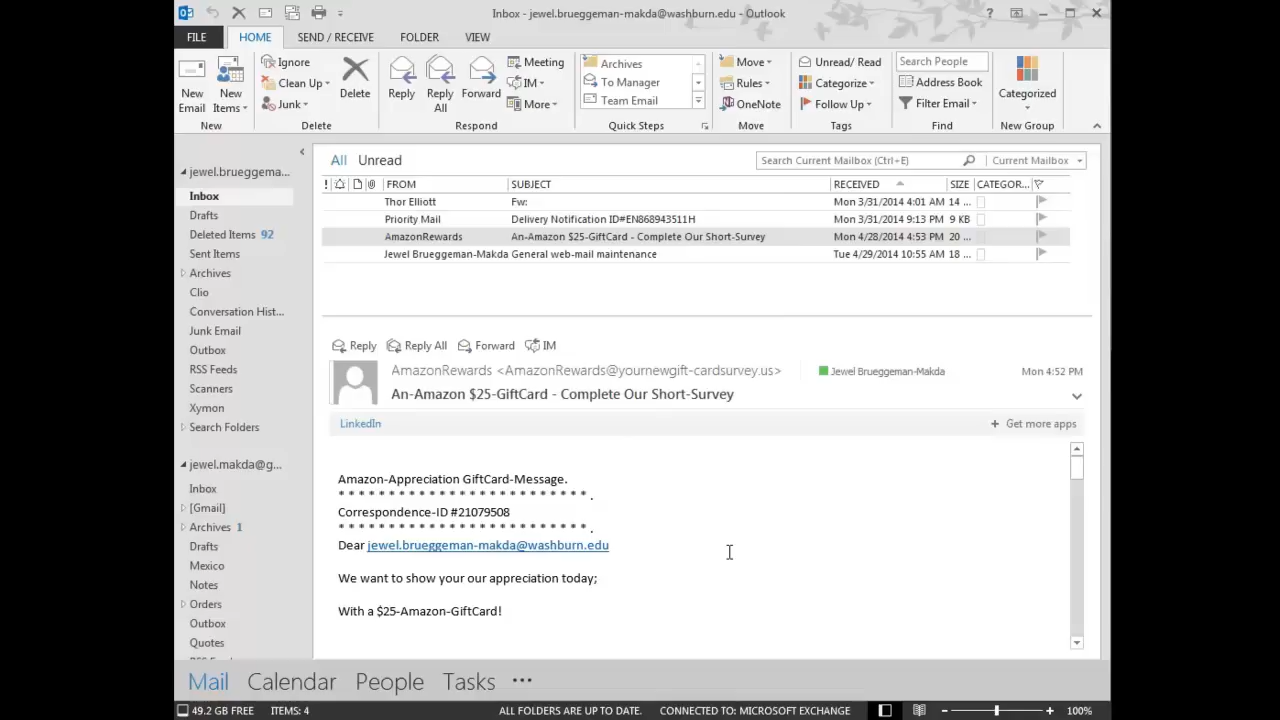 Inbox - jewel.brueggeman-makda@washburn.edu - Outlook
?
FILE HOME SEND / RECEIVE FOLDER VIEW
New Email
New Items
Ignore
Clean Up
Junk
Delete
Reply
Reply All
Forward
Meeting
IM
More
Archives
To Manager
Team Email
Move
Rules
OneNote
Unread/ Read
Categorize
Follow Up
Search People
Address Book
Filter Email
Categorized
New Delete Respond Quick Steps Move Tags Find New Group
jewel.brueggema...
Inbox
Drafts
Deleted Items 92
Sent Items
Archives
Clio
Conversation Hist...
Junk Email
Outbox
RSS Feeds
Scanners
Xymon
Search Folders
jewel.makda@g...
Inbox
[Gmail]
Archives 1
Drafts
Mexico
Notes
Orders
Outbox
Quotes
All Unread
Search Current Mailbox (Ctrl+E) Current Mailbox
! FROM SUBJECT RECEIVED SIZE CATEGOR...
Thor Elliott Fw: Mon 3/31/2014 4:01 AM 14 ...
Priority Mail Delivery Notification ID#EN868943511H Mon 3/31/2014 9:13 PM 9 KB
AmazonRewards An-Amazon $25-GiftCard - Complete Our Short-Survey Mon 4/28/2014 4:53 PM 20 ...
Jewel Brueggeman-Makda General web-mail maintenance Tue 4/29/2014 10:55 AM 18 ...
Reply Reply All Forward IM
AmazonRewards <AmazonRewards@yournewgift-cardsurvey.us> Jewel Brueggeman-Makda Mon 4:52 PM
An-Amazon $25-GiftCard - Complete Our Short-Survey
LinkedIn + Get more apps
Amazon-Appreciation GiftCard-Message.
* * * * * * * * * * * * * * * * * * * * * * * .
Correspondence-ID #21079508
* * * * * * * * * * * * * * * * * * * * * * * .
Dear jewel.brueggeman-makda@washburn.edu
We want to show your our appreciation today;
With a $25-Amazon-GiftCard!
Mail Calendar People Tasks ...
49.2 GB FREE ITEMS: 4 ALL FOLDERS ARE UP TO DATE. CONNECTED TO: MICROSOFT EXCHANGE - + 100%